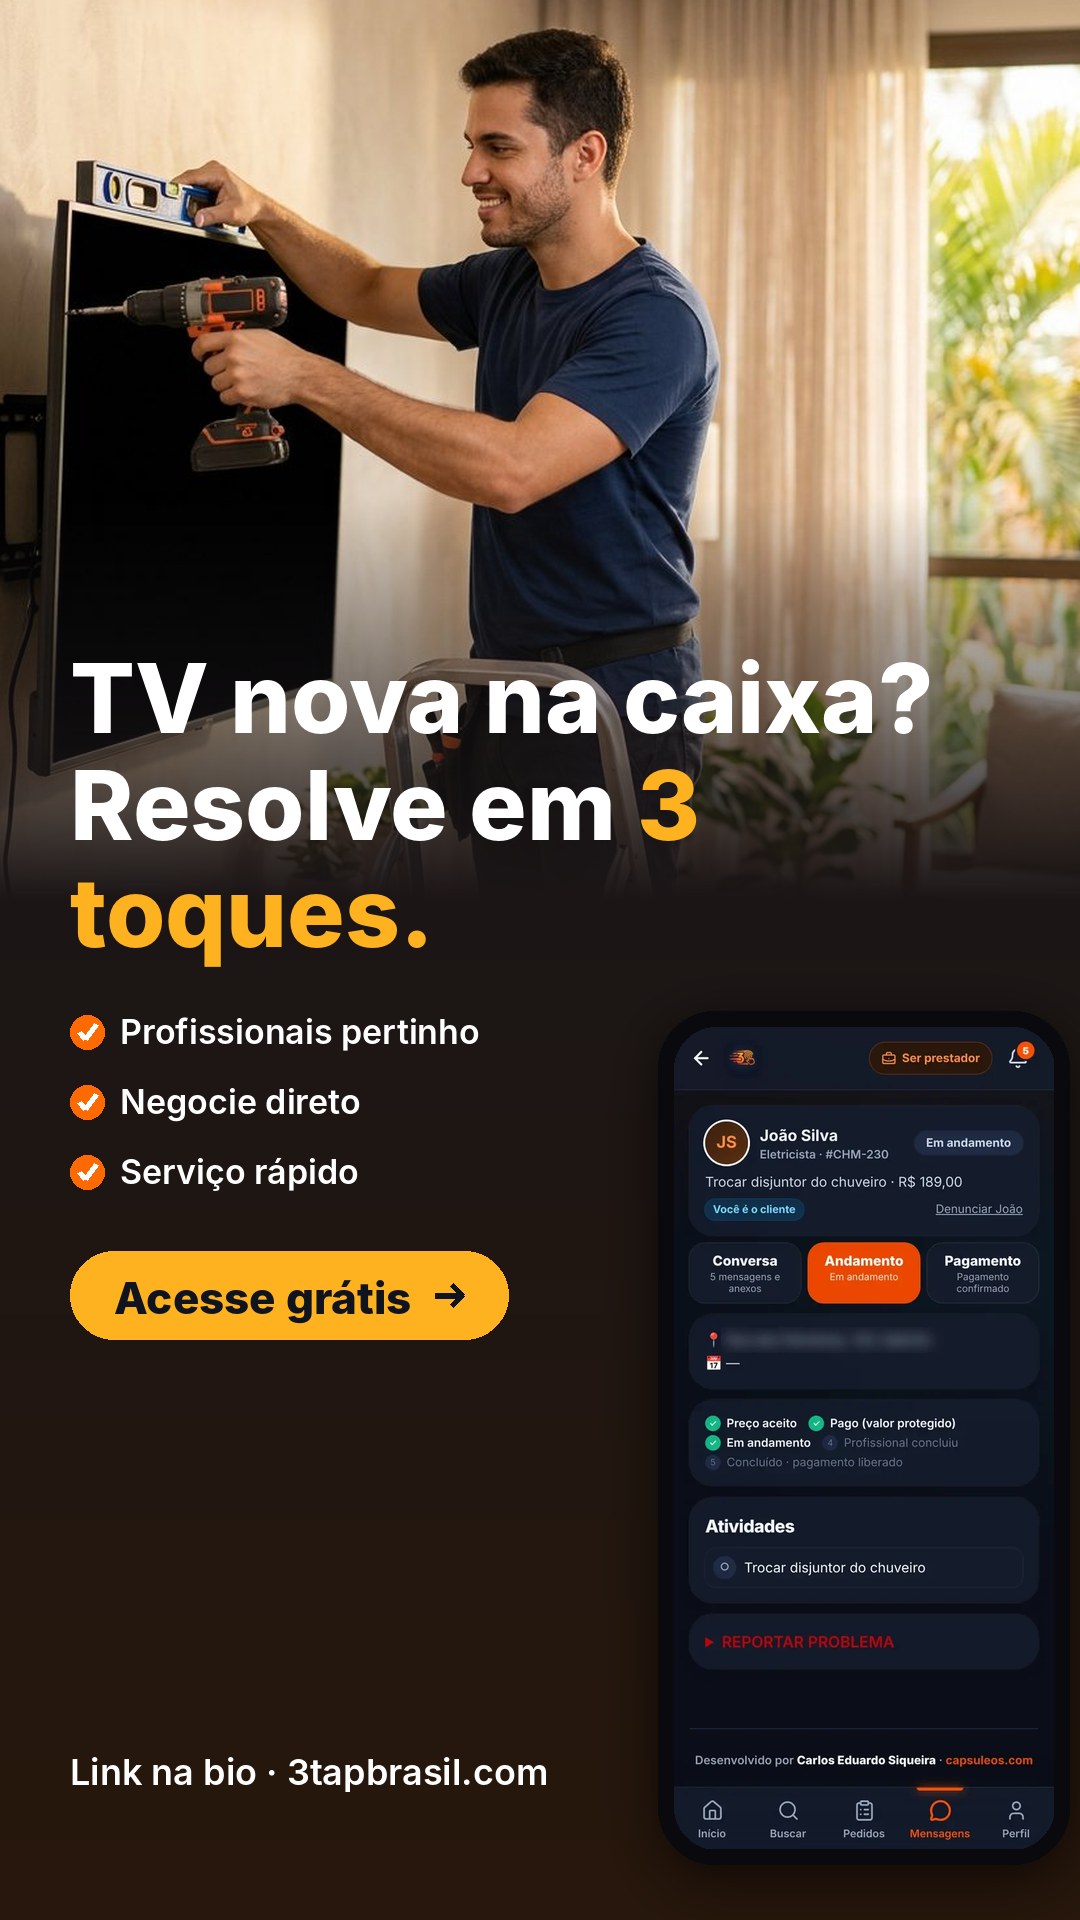 TV nova na caixa?
Resolve em 3
toques.
Profissionais pertinho
Negocie direto
Serviço rápido
Acesse grátis →
Link na bio · 3tapbrasil.com
Ser prestador
5
JS
João Silva
Eletricista · #CHM-230
Em andamento
Trocar disjuntor do chuveiro · R$ 189,00
Você é o cliente
Denunciar João
Conversa
5 mensagens e
anexos
Andamento
Em andamento
Pagamento
Pagamento
confirmado
—
Preço aceito
Pago (valor protegido)
Em andamento
4 Profissional concluiu
5 Concluído · pagamento liberado
Atividades
Trocar disjuntor do chuveiro
REPORTAR PROBLEMA
Desenvolvido por Carlos Eduardo Siqueira · capsuleos.com
Início
Buscar
Pedidos
Mensagens
Perfil